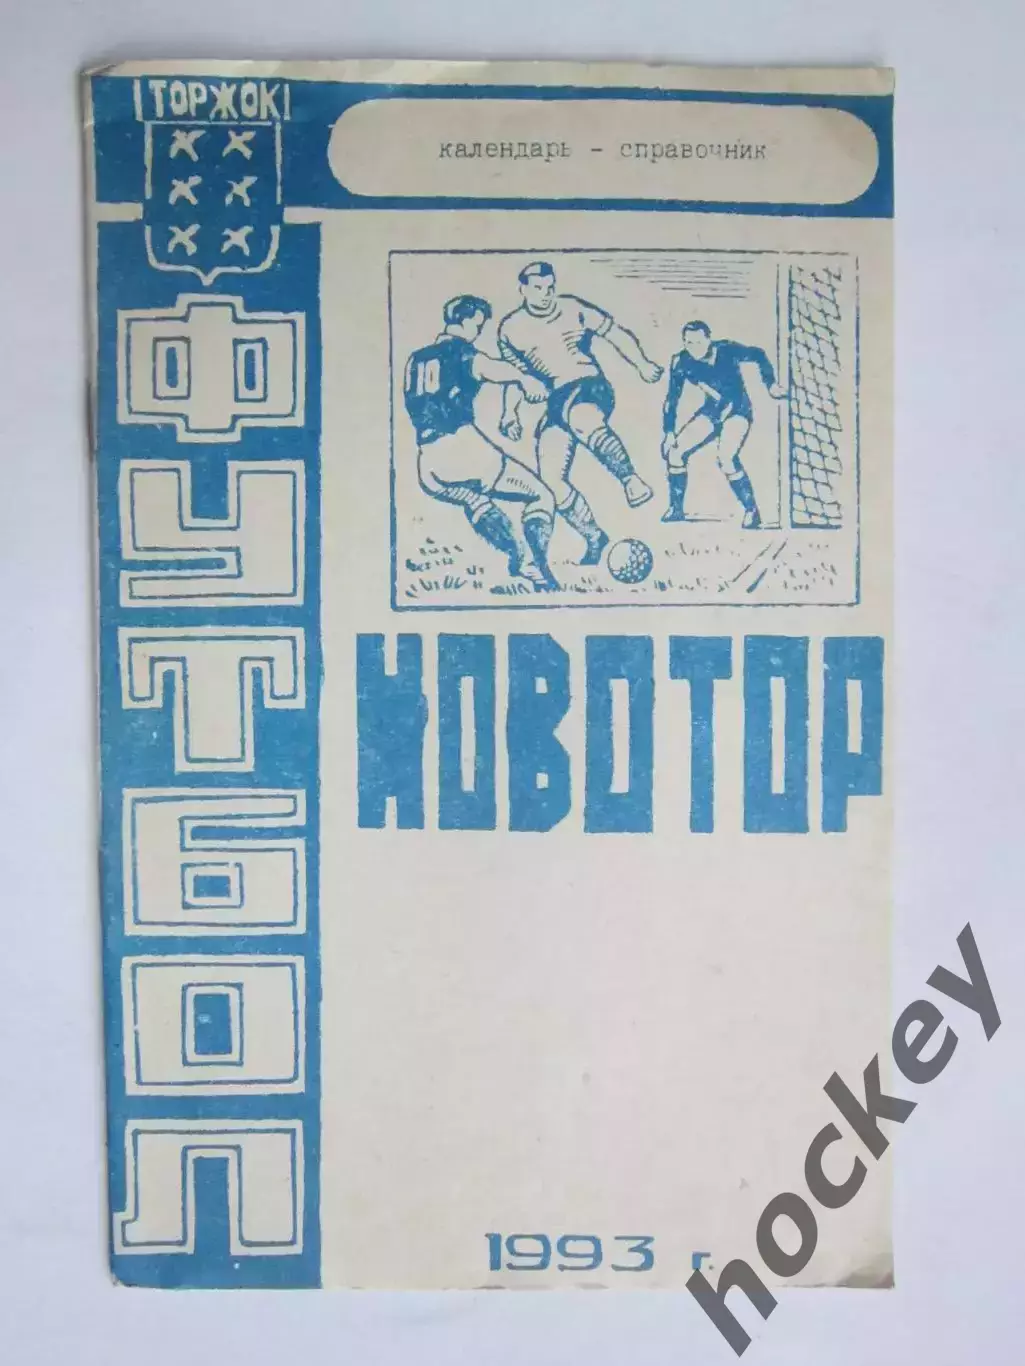 ТОРЖОК
календарь - справочник
ФУТБОЛ
10
НОВОТОР
1993 г.
hockey